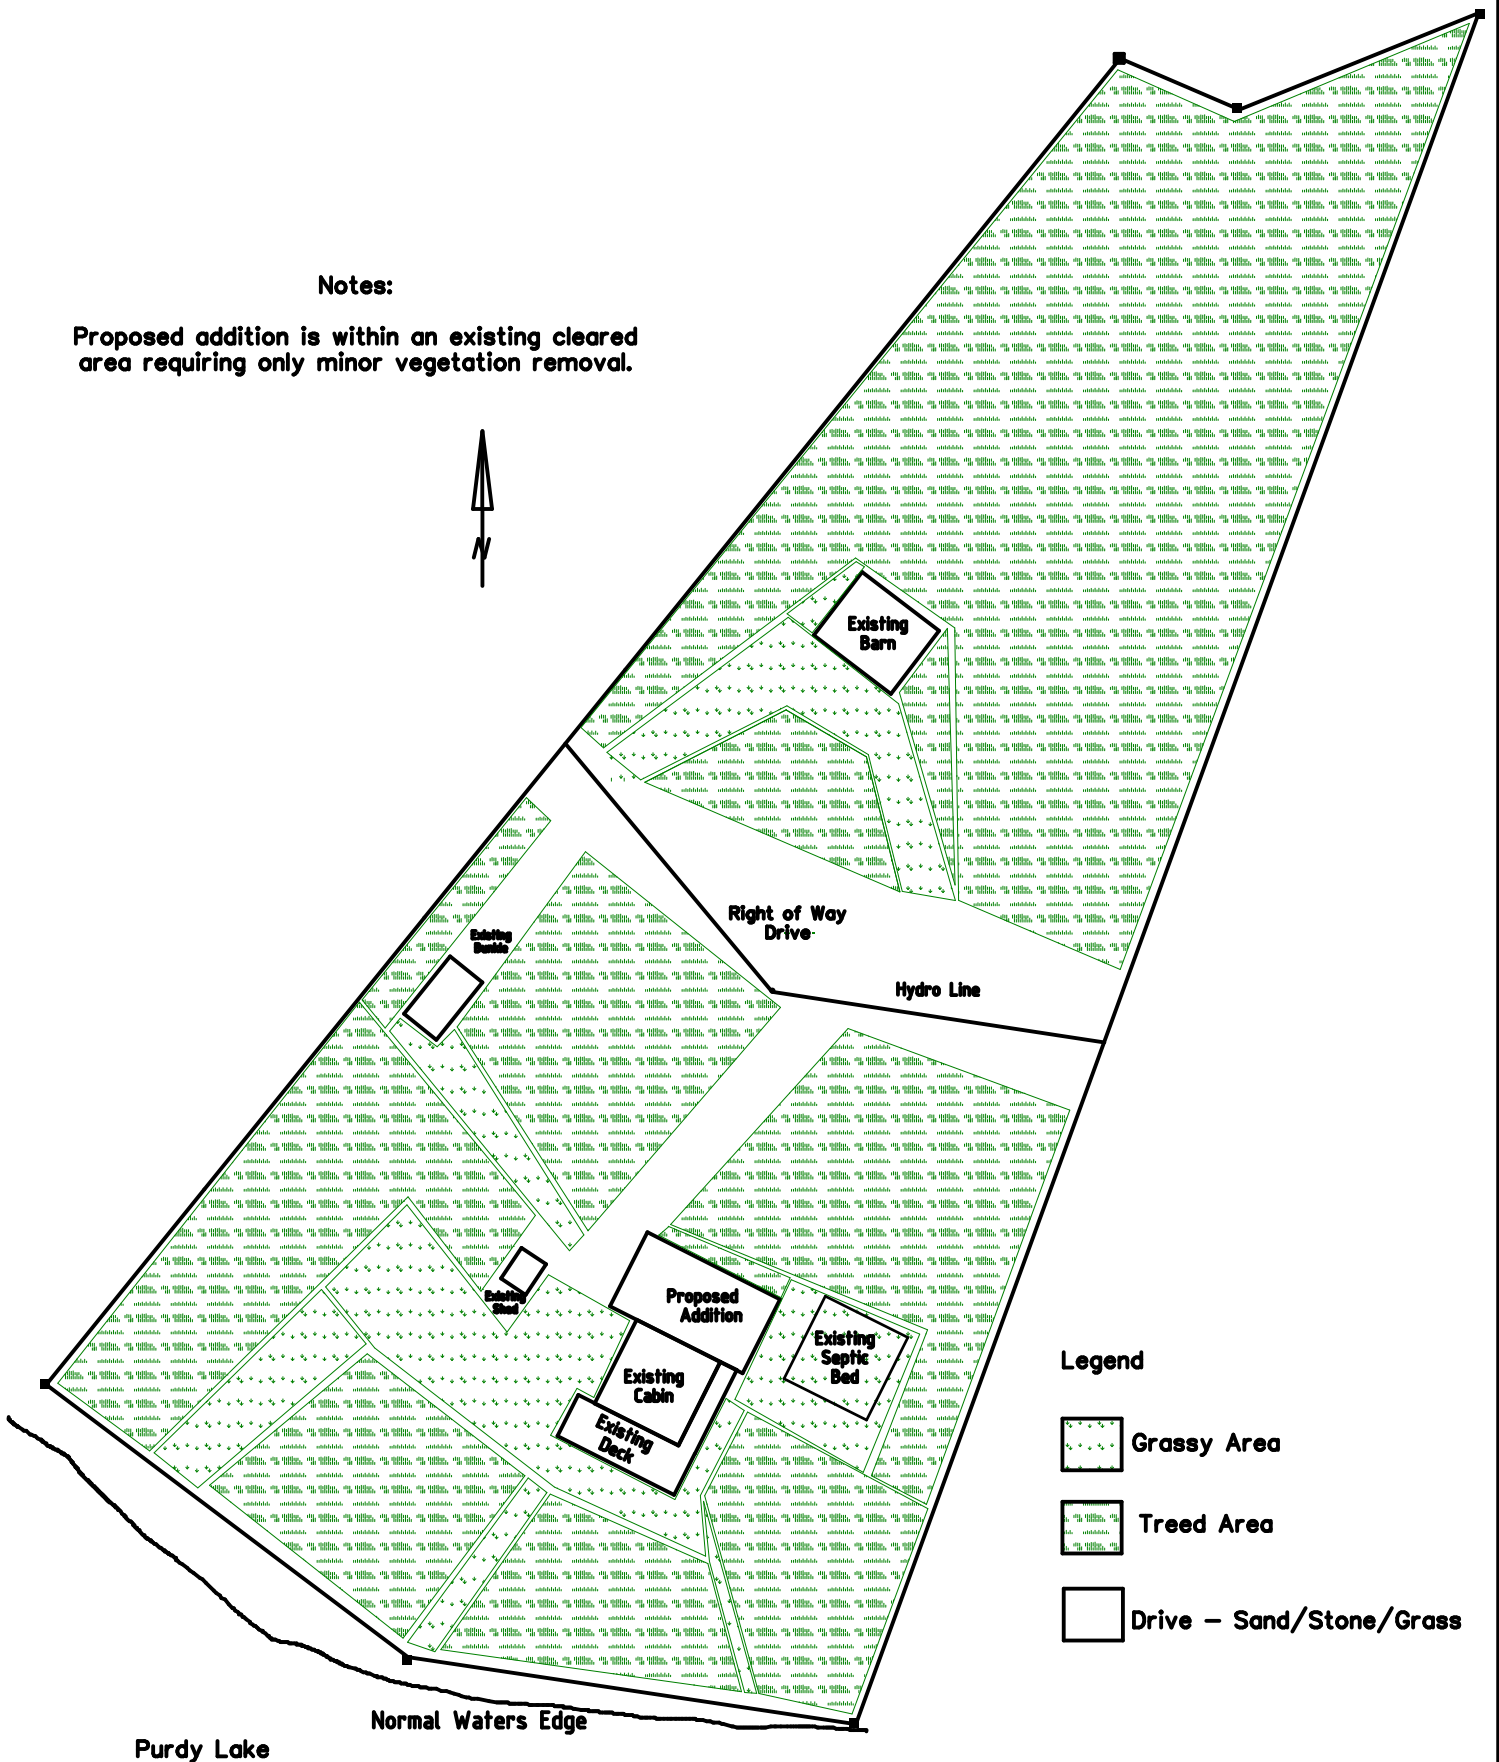 Notes:
Proposed addition is within an existing cleared
area requiring only minor vegetation removal.
N
Existing
Barn
Right of Way
Drive
Existing
Bunkie
Hydro Line
Existing
Shed
Proposed
Addition
Existing
Septic
Bed
Existing
Cabin
Existing
Deck
Legend
Grassy Area
Treed Area
Drive - Sand/Stone/Grass
Normal Waters Edge
Purdy Lake